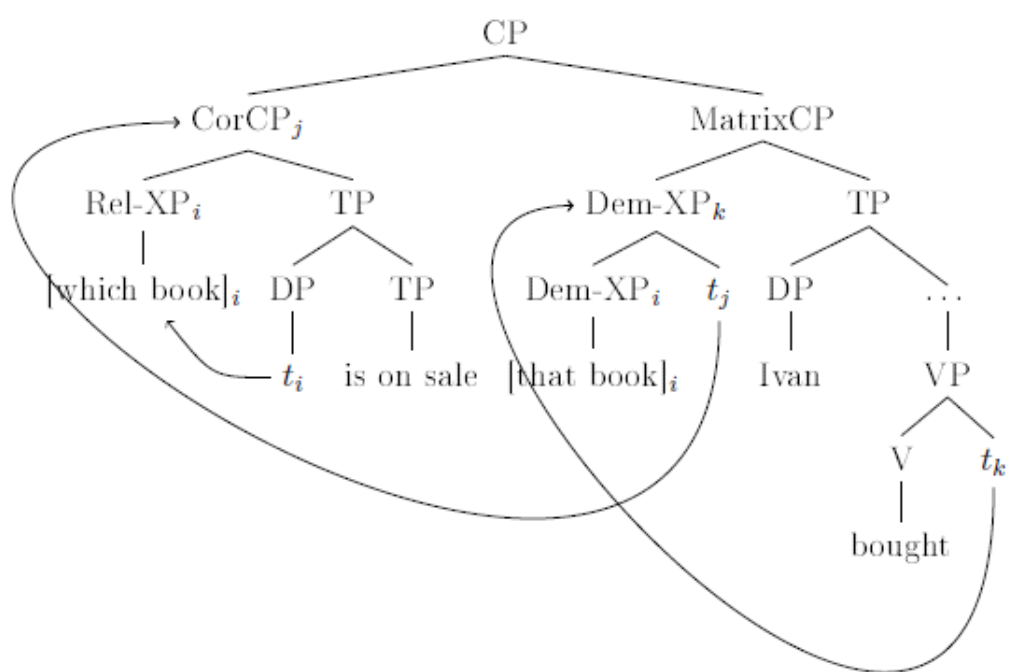 CP
CorCP_j MatrixCP
Rel-XP_i TP Dem-XP_k TP
[which book]_i DP TP Dem-XP_i t_j DP ...
t_i is on sale [that book]_i Ivan VP
V t_k
bought